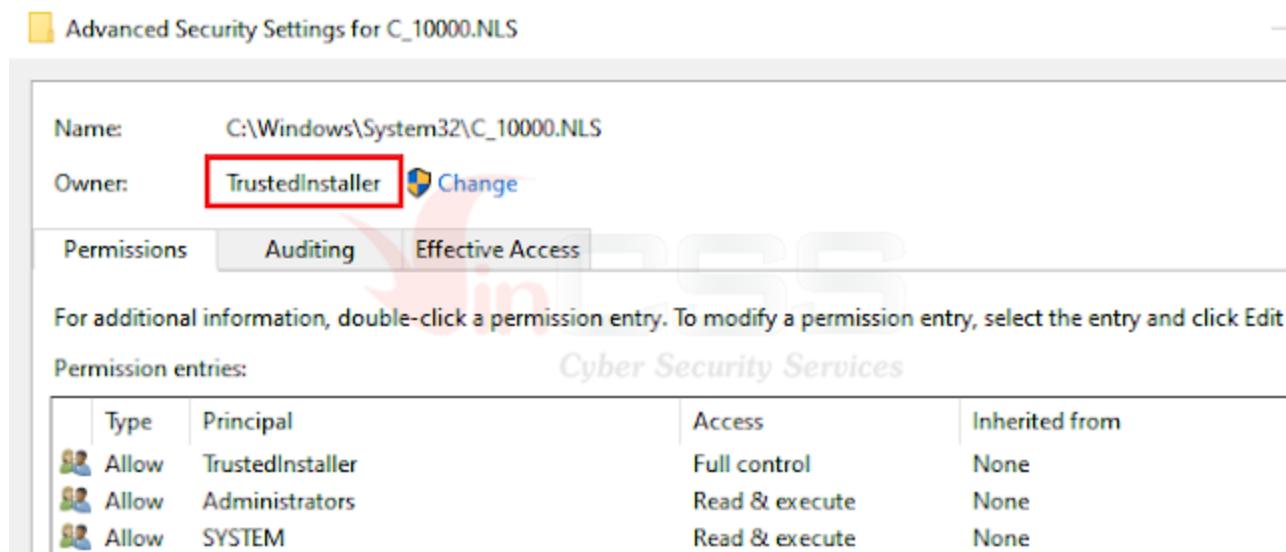 Advanced Security Settings for C_10000.NLS
Name: C:\Windows\System32\C_10000.NLS
Owner: TrustedInstaller Change
Permissions Auditing Effective Access
For additional information, double-click a permission entry. To modify a permission entry, select the entry and click Edit
Permission entries:
Type Principal Access Inherited from
Allow TrustedInstaller Full control None
Allow Administrators Read & execute None
Allow SYSTEM Read & execute None
VinCSS
Cyber Security Services